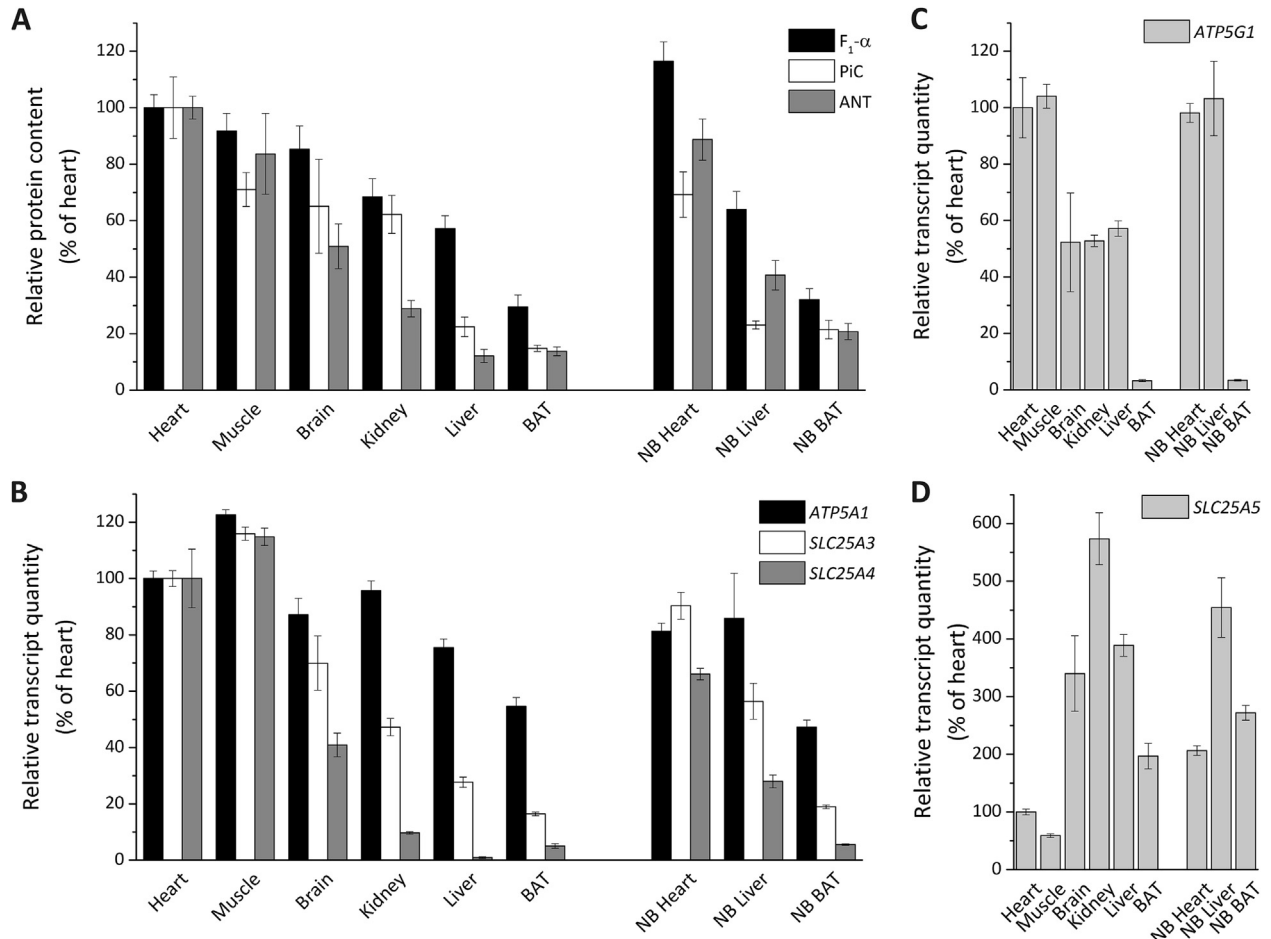 A
Relative protein content
(% of heart)
120
100
80
60
40
20
0
F1-α
PiC
ANT
Heart
Muscle
Brain
Kidney
Liver
BAT
NB Heart
NB Liver
NB BAT
B
Relative transcript quantity
(% of heart)
120
100
80
60
40
20
0
ATP5A1
SLC25A3
SLC25A4
Heart
Muscle
Brain
Kidney
Liver
BAT
NB Heart
NB Liver
NB BAT
C
Relative transcript quantity
(% of heart)
120
100
80
60
40
20
0
ATP5G1
Heart
Muscle
Brain
Kidney
Liver
BAT
NB Heart
NB Liver
NB BAT
D
Relative transcript quantity
(% of heart)
600
500
400
300
200
100
0
SLC25A5
Heart
Muscle
Brain
Kidney
Liver
BAT
NB Heart
NB Liver
NB BAT